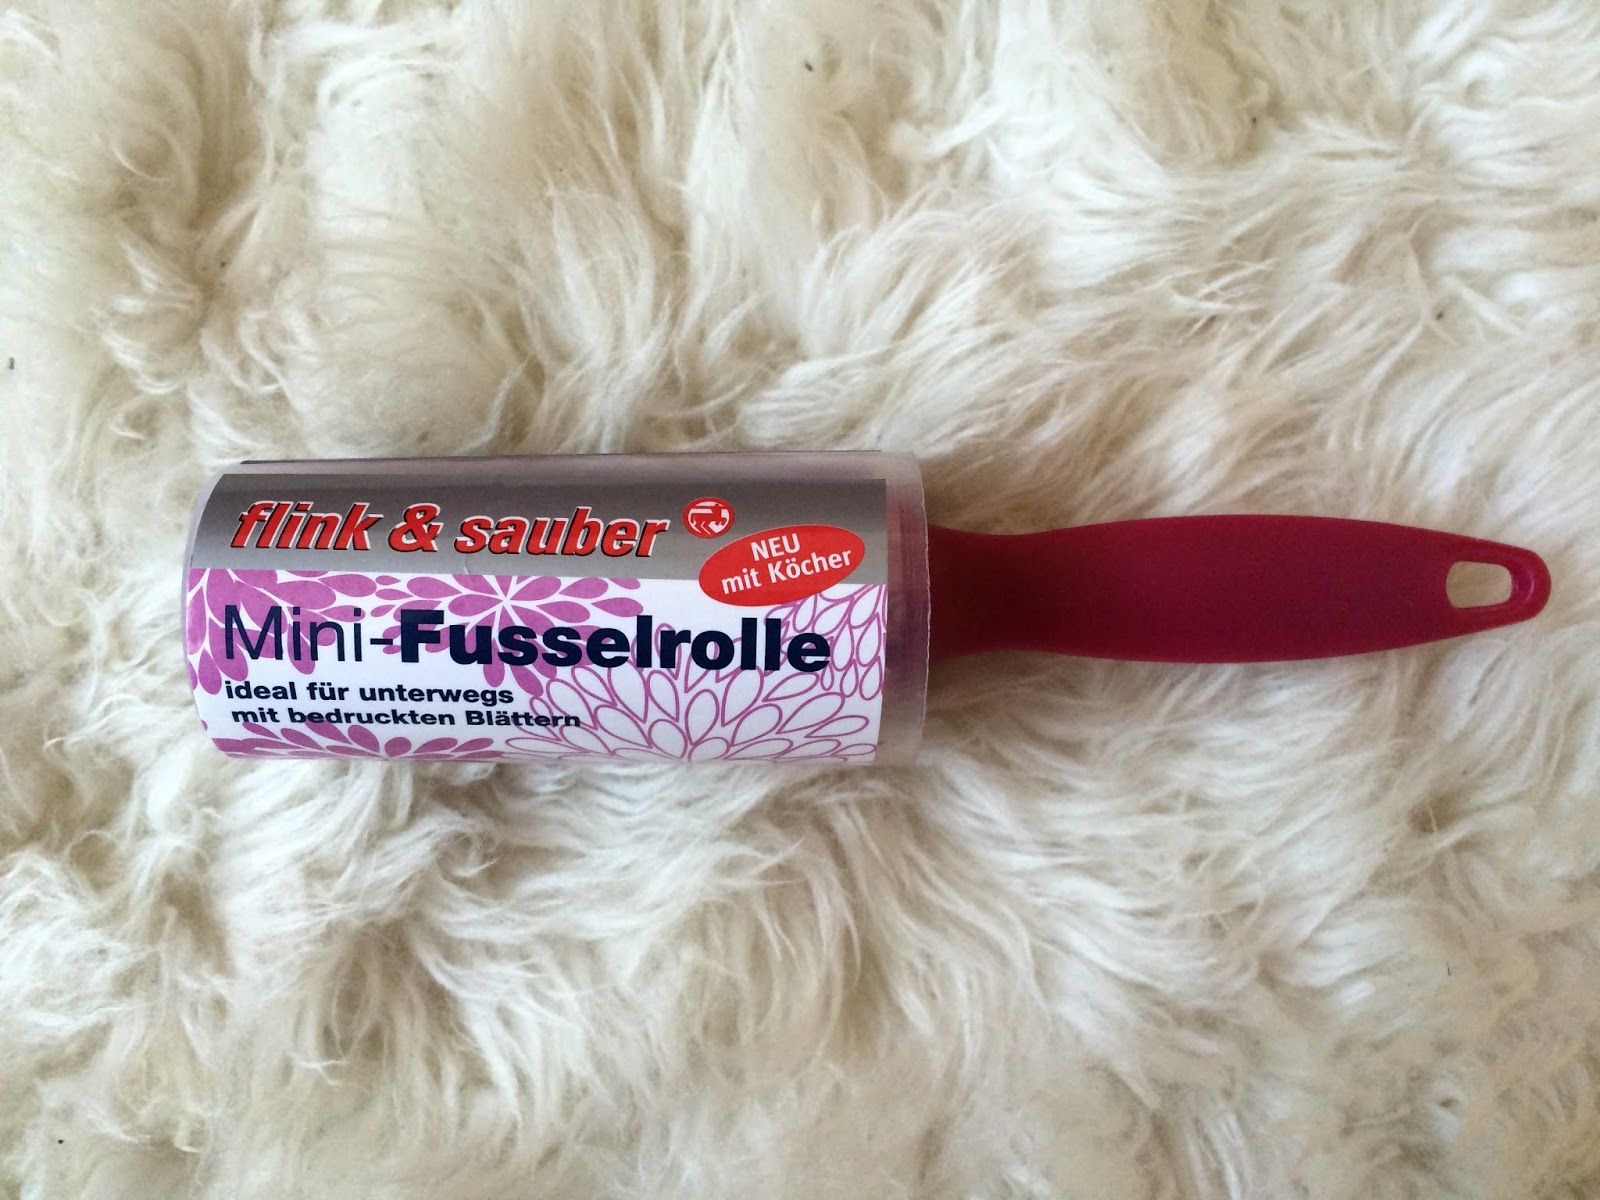 flink & sauber
NEU
mit Köcher
Mini-Fusselrolle
ideal für unterwegs
mit bedruckten Blättern